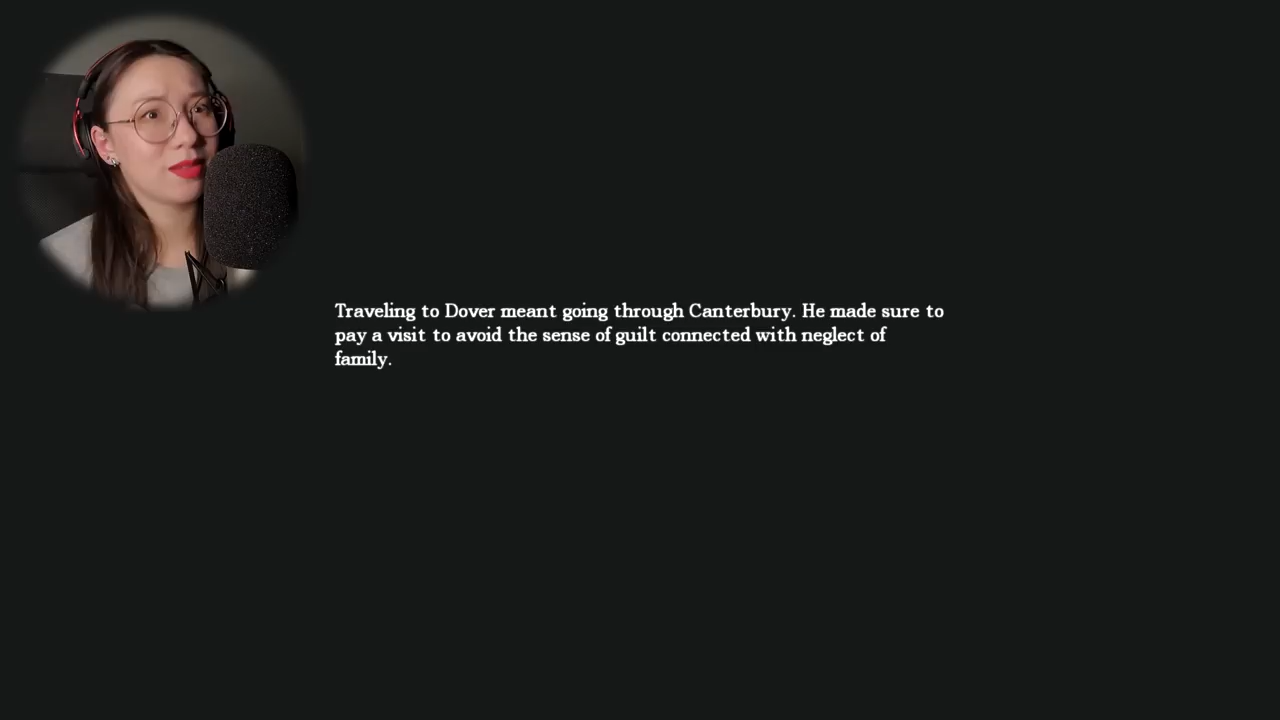 Traveling to Dover meant going through Canterbury. He made sure to
pay a visit to avoid the sense of guilt connected with neglect of
family.